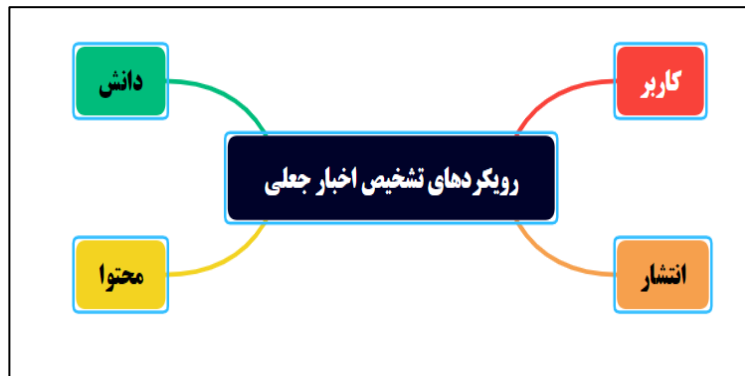 کاربر
دانش
رویکردهای تشخیص اخبار جعلی
انتشار
محتوا